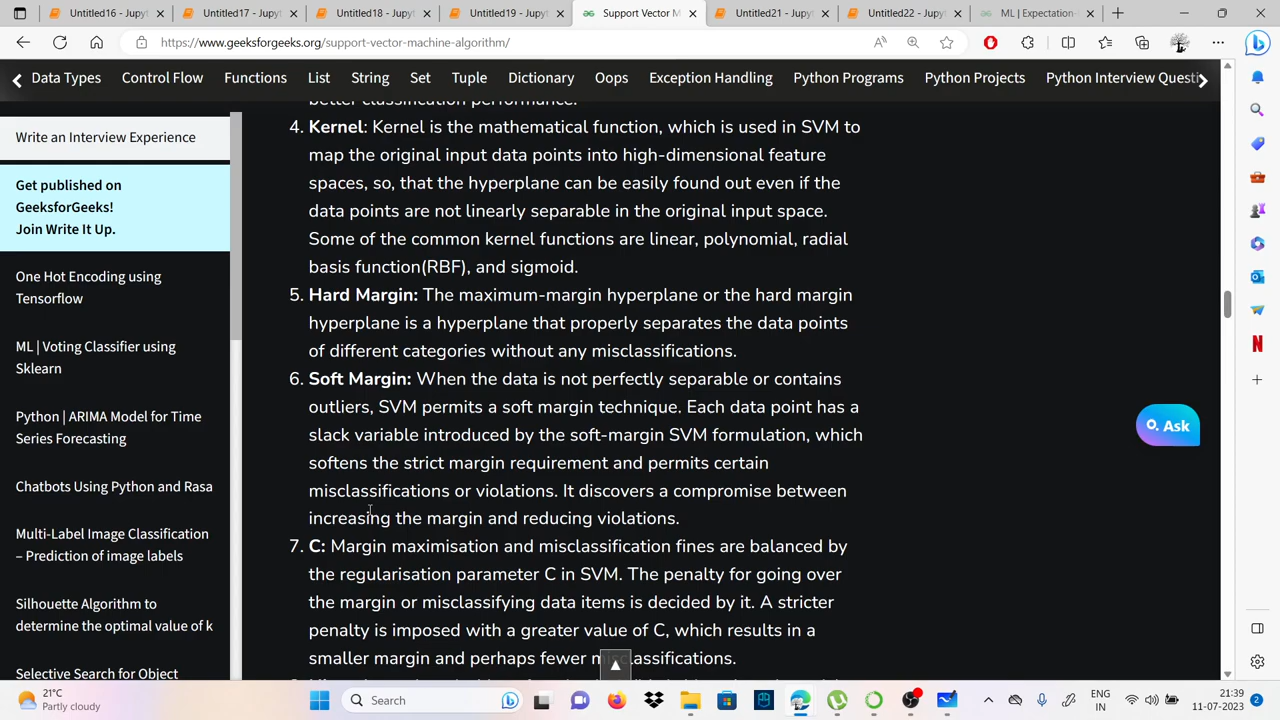 Untitled16 - Jupyt
Untitled17 - Jupyt
Untitled18 - Jupyt
Untitled19 - Jupyt
Support Vector M
Untitled21 - Jupyt
Untitled22 - Jupyt
ML | Expectation-
https://www.geeksforgeeks.org/support-vector-machine-algorithm/
Data Types
Control Flow
Functions
List
String
Set
Tuple
Dictionary
Oops
Exception Handling
Python Programs
Python Projects
Python Interview Questi
Write an Interview Experience
Get published on
GeeksforGeeks!
Join Write It Up.
One Hot Encoding using
Tensorflow
ML | Voting Classifier using
Sklearn
Python | ARIMA Model for Time
Series Forecasting
Chatbots Using Python and Rasa
Multi-Label Image Classification
– Prediction of image labels
Silhouette Algorithm to
determine the optimal value of k
Selective Search for Object
better classification performance.
4. Kernel: Kernel is the mathematical function, which is used in SVM to
map the original input data points into high-dimensional feature
spaces, so, that the hyperplane can be easily found out even if the
data points are not linearly separable in the original input space.
Some of the common kernel functions are linear, polynomial, radial
basis function(RBF), and sigmoid.
5. Hard Margin: The maximum-margin hyperplane or the hard margin
hyperplane is a hyperplane that properly separates the data points
of different categories without any misclassifications.
6. Soft Margin: When the data is not perfectly separable or contains
outliers, SVM permits a soft margin technique. Each data point has a
slack variable introduced by the soft-margin SVM formulation, which
softens the strict margin requirement and permits certain
misclassifications or violations. It discovers a compromise between
increasing the margin and reducing violations.
7. C: Margin maximisation and misclassification fines are balanced by
the regularisation parameter C in SVM. The penalty for going over
the margin or misclassifying data items is decided by it. A stricter
penalty is imposed with a greater value of C, which results in a
smaller margin and perhaps fewer misclassifications.
Ask
21°C
Partly cloudy
Search
ENG
IN
21:39
11-07-2023
2